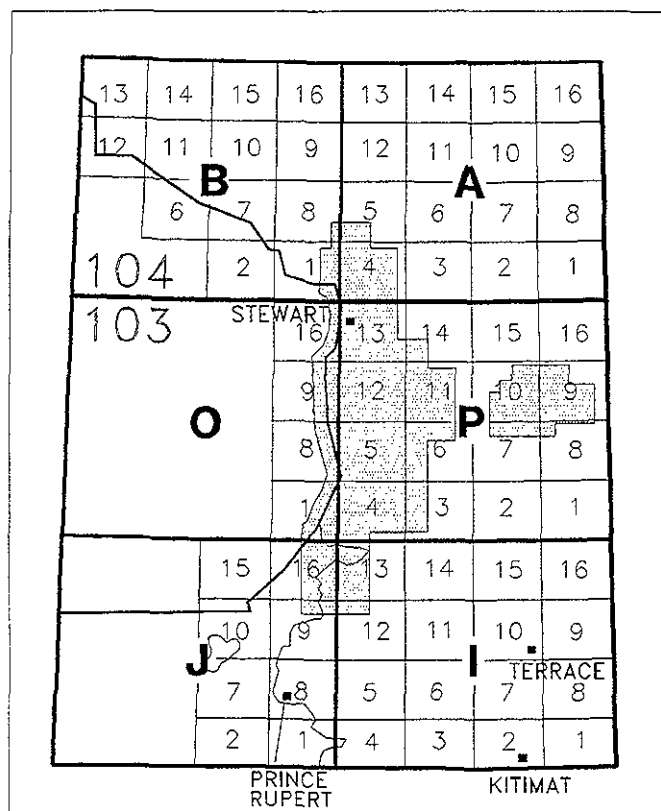 13 14 15 16 13 14 15 16
12 11 10 9 12 11 10 9
B A
6 7 8 5 6 7 8
104 2 1 4 3 2 1
103
STEWART 16 13 14 15 16
9 12 11 10 9
O P
8 5 6 7 8
1 4 3 2 1
15 16 13 14 15 16
10 9 12 11 10 9
J I TERRACE
7 8 5 6 7 8
2 1 4 3 2 1
PRINCE
RUPERT
KITIMAT